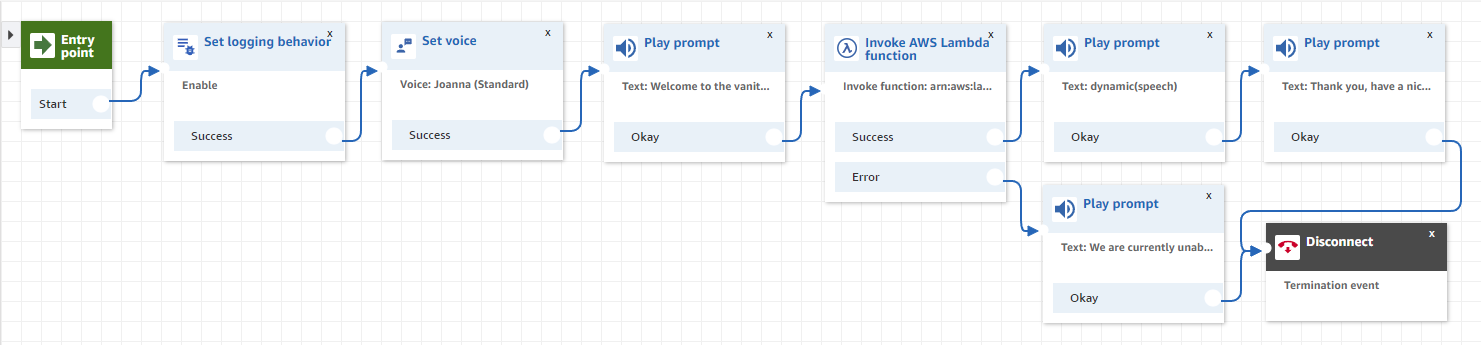 Entry
point
Start
Set logging behavior
x
Enable
Success
Set voice
x
Voice: Joanna (Standard)
Success
Play prompt
x
Text: Welcome to the vanit...
Okay
Invoke AWS Lambda
function
x
Invoke function: arn:aws:la...
Success
Error
Play prompt
x
Text: dynamic(speech)
Okay
Play prompt
x
Text: Thank you, have a nic...
Okay
Play prompt
x
Text: We are currently unab...
Okay
Disconnect
x
Termination event